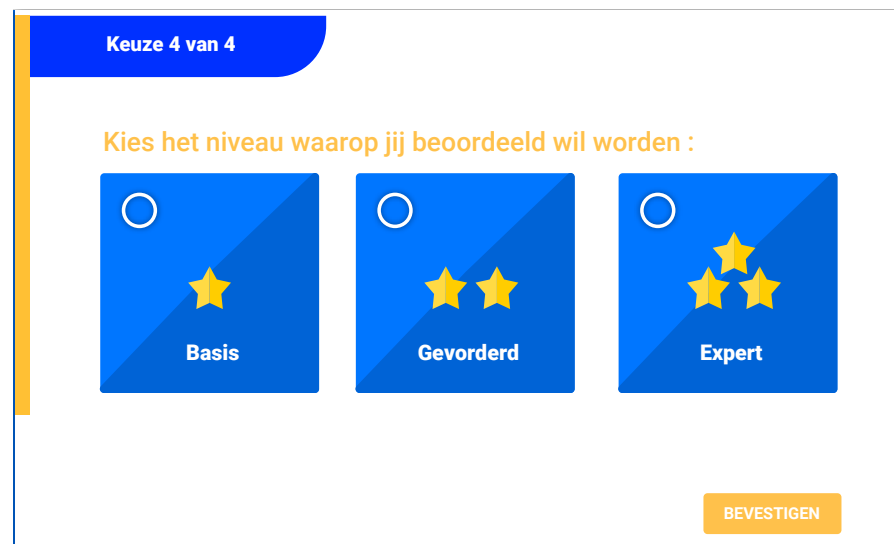 Keuze 4 van 4
Kies het niveau waarop jij beoordeeld wil worden :
Basis
Gevorderd
Expert
BEVESTIGEN